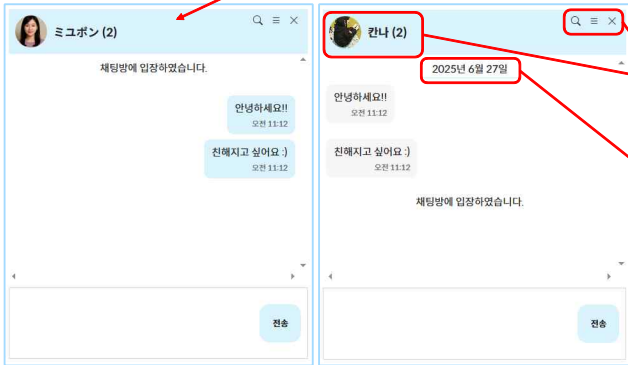 ミユポン (2)
채팅방에 입장하였습니다.
안녕하세요!!
오전 11:12
친해지고 싶어요 :)
오전 11:12
전송
칸나 (2)
2025년 6월 27일
안녕하세요!!
오전 11:12
친해지고 싶어요 :)
오전 11:12
채팅방에 입장하였습니다.
전송